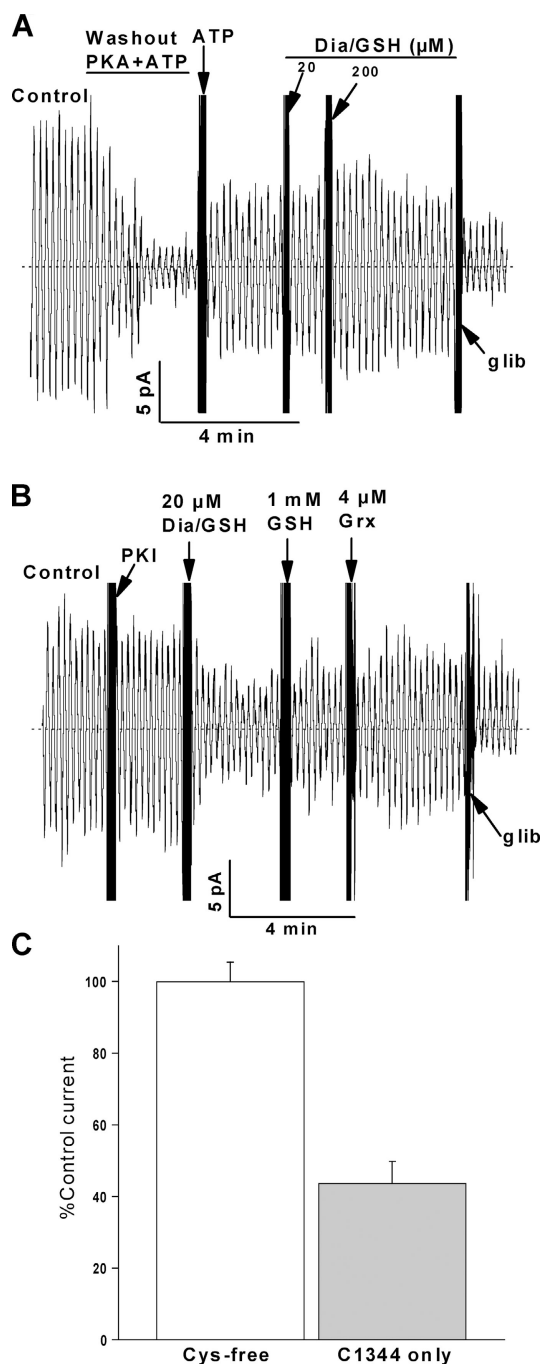 A
Washout ATP
PKA+ATP
Dia/GSH (µM)
20
200
Control
5 pA
4 min
g lib
B
20 µM
Dia/GSH
1 mM
GSH
4 µM
Grx
PKI
Control
g lib
5 pA
4 min
C
%Control current
100
80
60
40
20
0
Cys-free
C1344 only